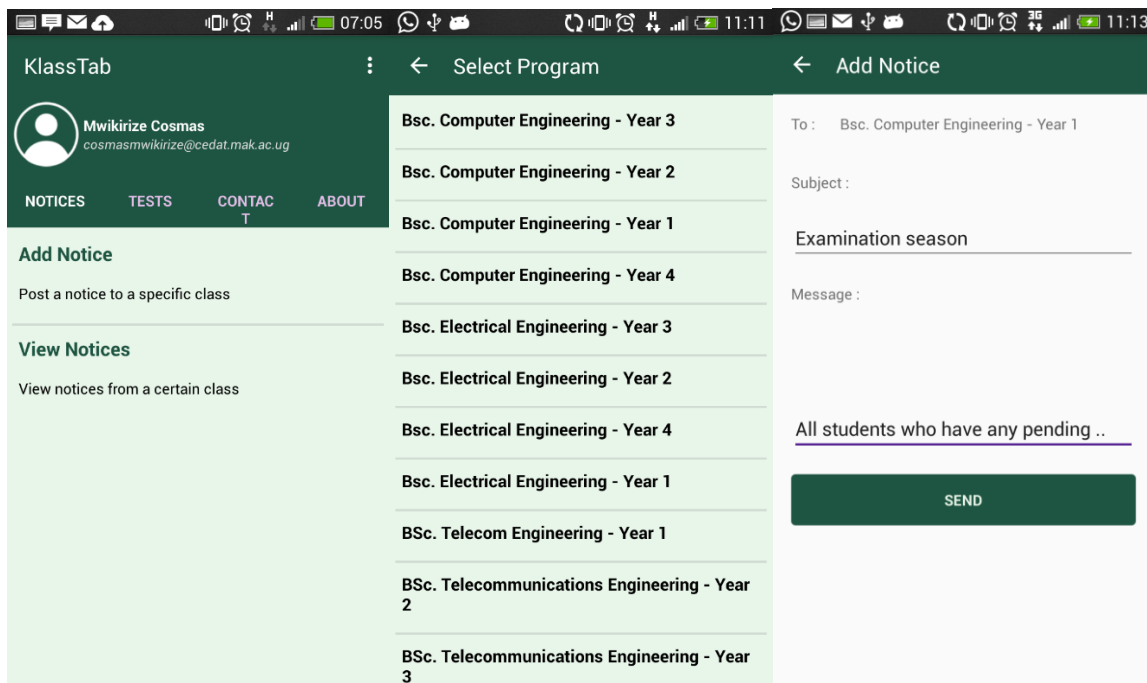 07:05
KlassTab
Mwikirize Cosmas
cosmasmwikirize@cedat.mak.ac.ug
NOTICES
TESTS
CONTAC
T
ABOUT
Add Notice
Post a notice to a specific class
View Notices
View notices from a certain class
H
11:11
Select Program
Bsc. Computer Engineering - Year 3
Bsc. Computer Engineering - Year 2
Bsc. Computer Engineering - Year 1
Bsc. Computer Engineering - Year 4
Bsc. Electrical Engineering - Year 3
Bsc. Electrical Engineering - Year 2
Bsc. Electrical Engineering - Year 4
Bsc. Electrical Engineering - Year 1
BSc. Telecom Engineering - Year 1
BSc. Telecommunications Engineering - Year
2
BSc. Telecommunications Engineering - Year
3
3G 11:13
Add Notice
To : Bsc. Computer Engineering - Year 1
Subject :
Examination season
Message :
All students who have any pending ..
SEND